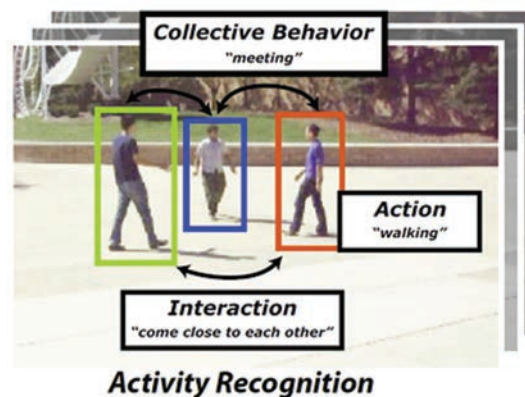 Collective Behavior
"meeting"
Action
"walking"
Interaction
"come close to each other"
Activity Recognition